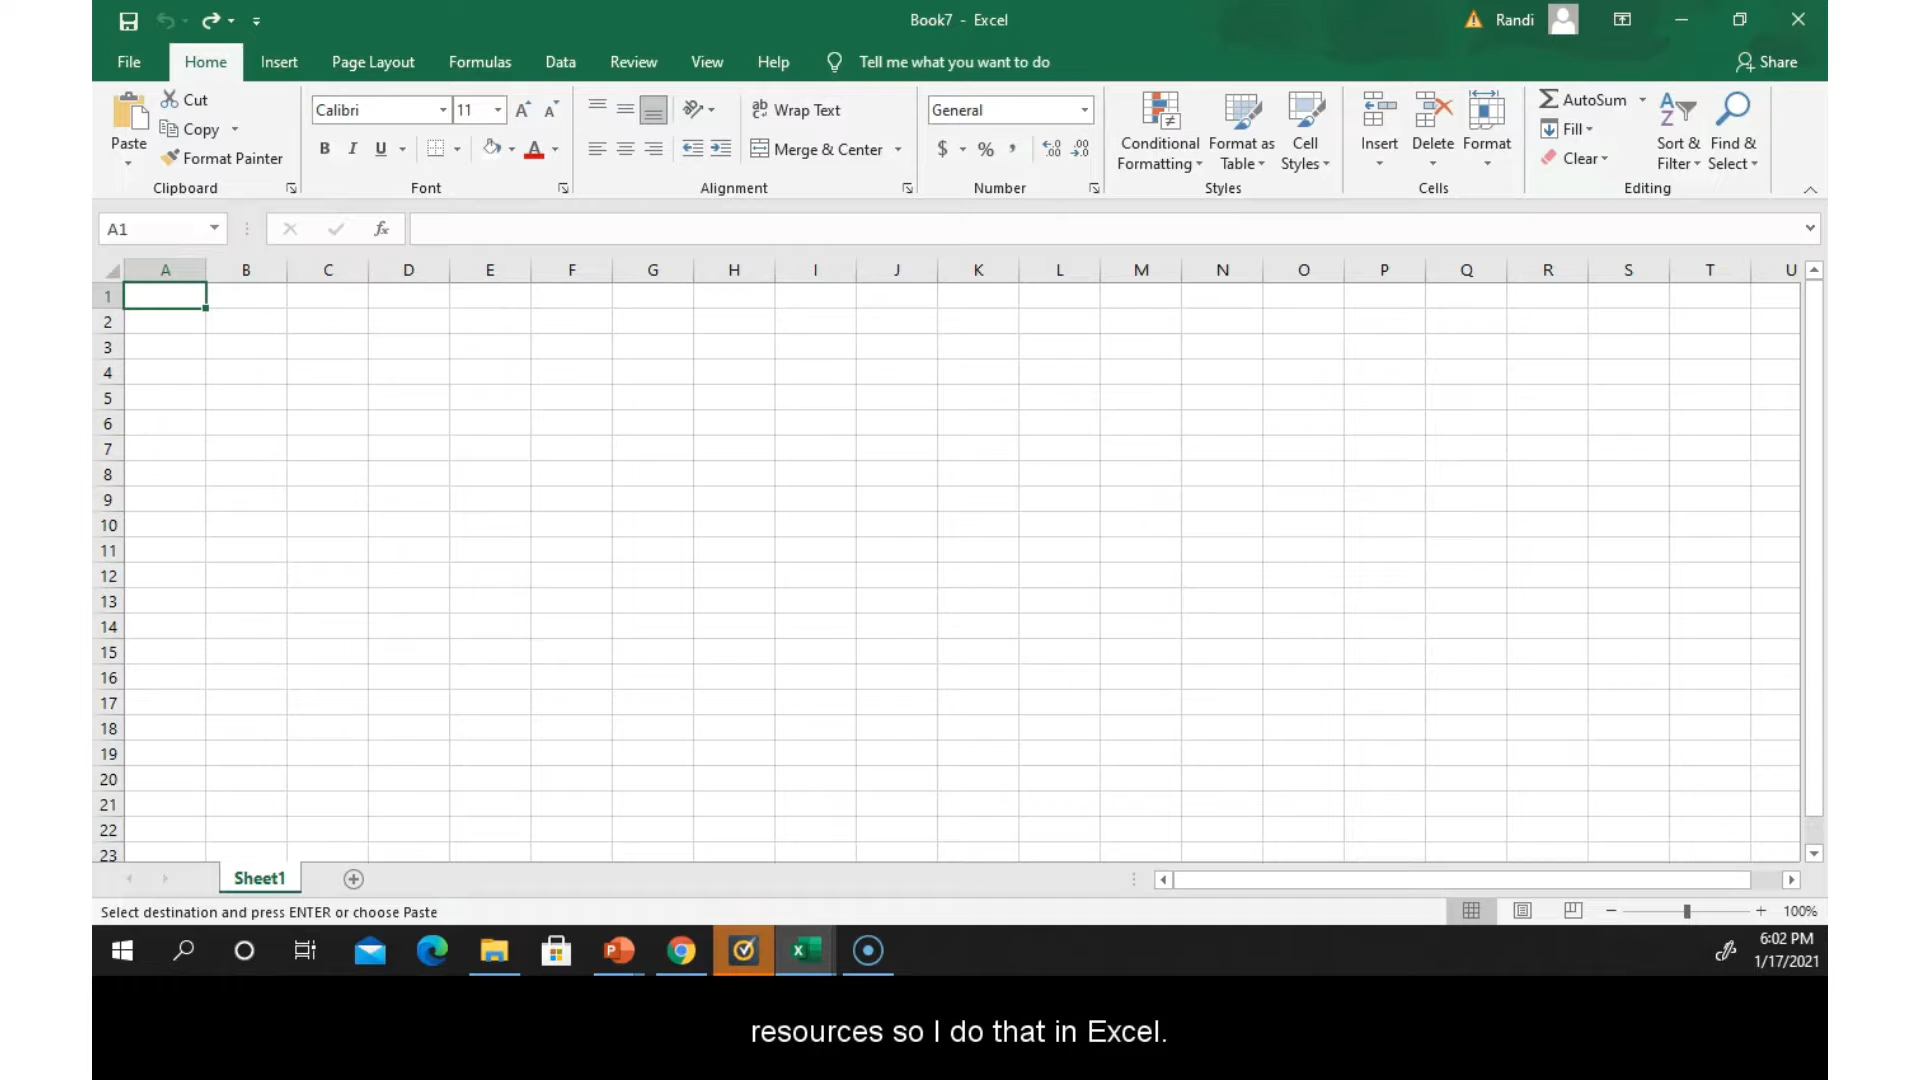 Book7 - Excel
Randi
File Home Insert Page Layout Formulas Data Review View Help Tell me what you want to do Share
Paste
Cut
Copy
Format Painter
Clipboard
Calibri 11
B I U
Font
Wrap Text
Merge & Center
Alignment
General
$ % ,
Number
Conditional Formatting
Format as Table
Cell Styles
Styles
Insert Delete Format
Cells
AutoSum
Fill
Clear
Sort & Filter
Find & Select
Editing
A1 fx
A B C D E F G H I J K L M N O P Q R S T U
1
2
3
4
5
6
7
8
9
10
11
12
13
14
15
16
17
18
19
20
21
22
23
Sheet1
Select destination and press ENTER or choose Paste
100%
6:02 PM
1/17/2021
resources so I do that in Excel.